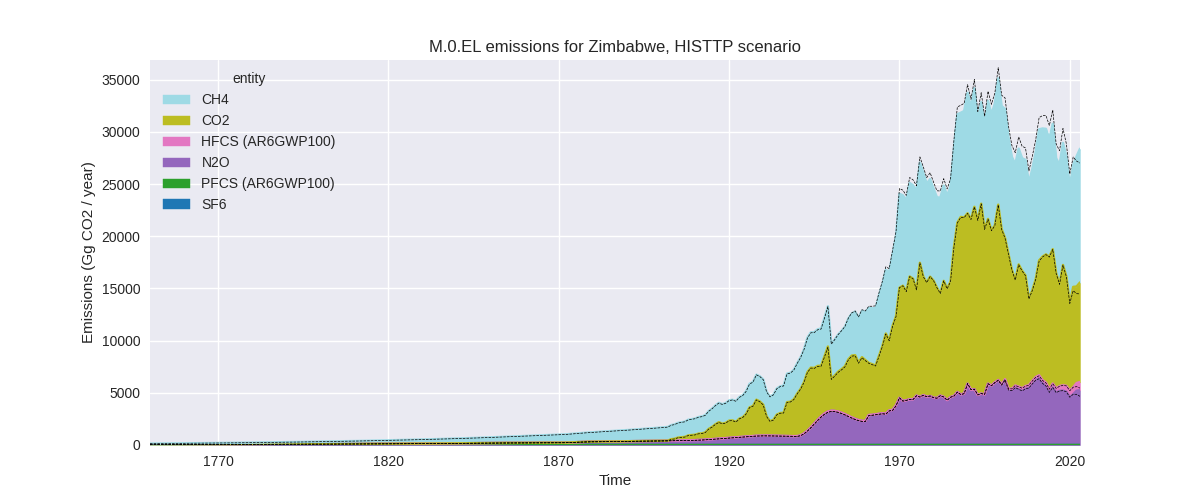 M.0.EL emissions for Zimbabwe, HISTTP scenario
Emissions (Gg CO2 / year)
35000
30000
25000
20000
15000
10000
5000
0
entity
CH4
CO2
HFCS (AR6GWP100)
N2O
PFCS (AR6GWP100)
SF6
1770
1820
1870
1920
1970
2020
Time